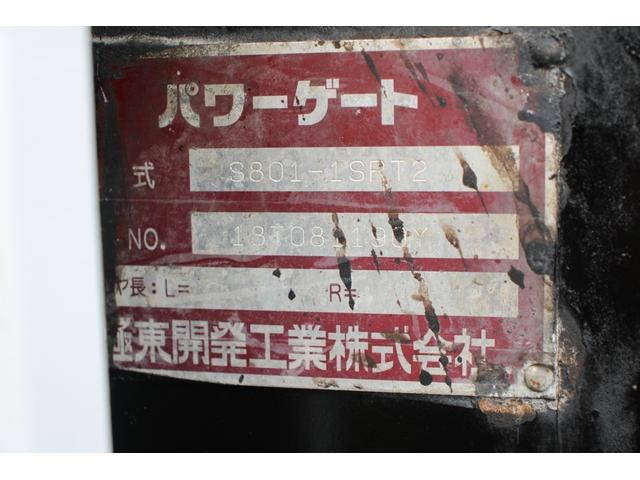 パワーゲート
式 S801-1SRT2
NO.
長：L= R=
極東開発工業株式会社